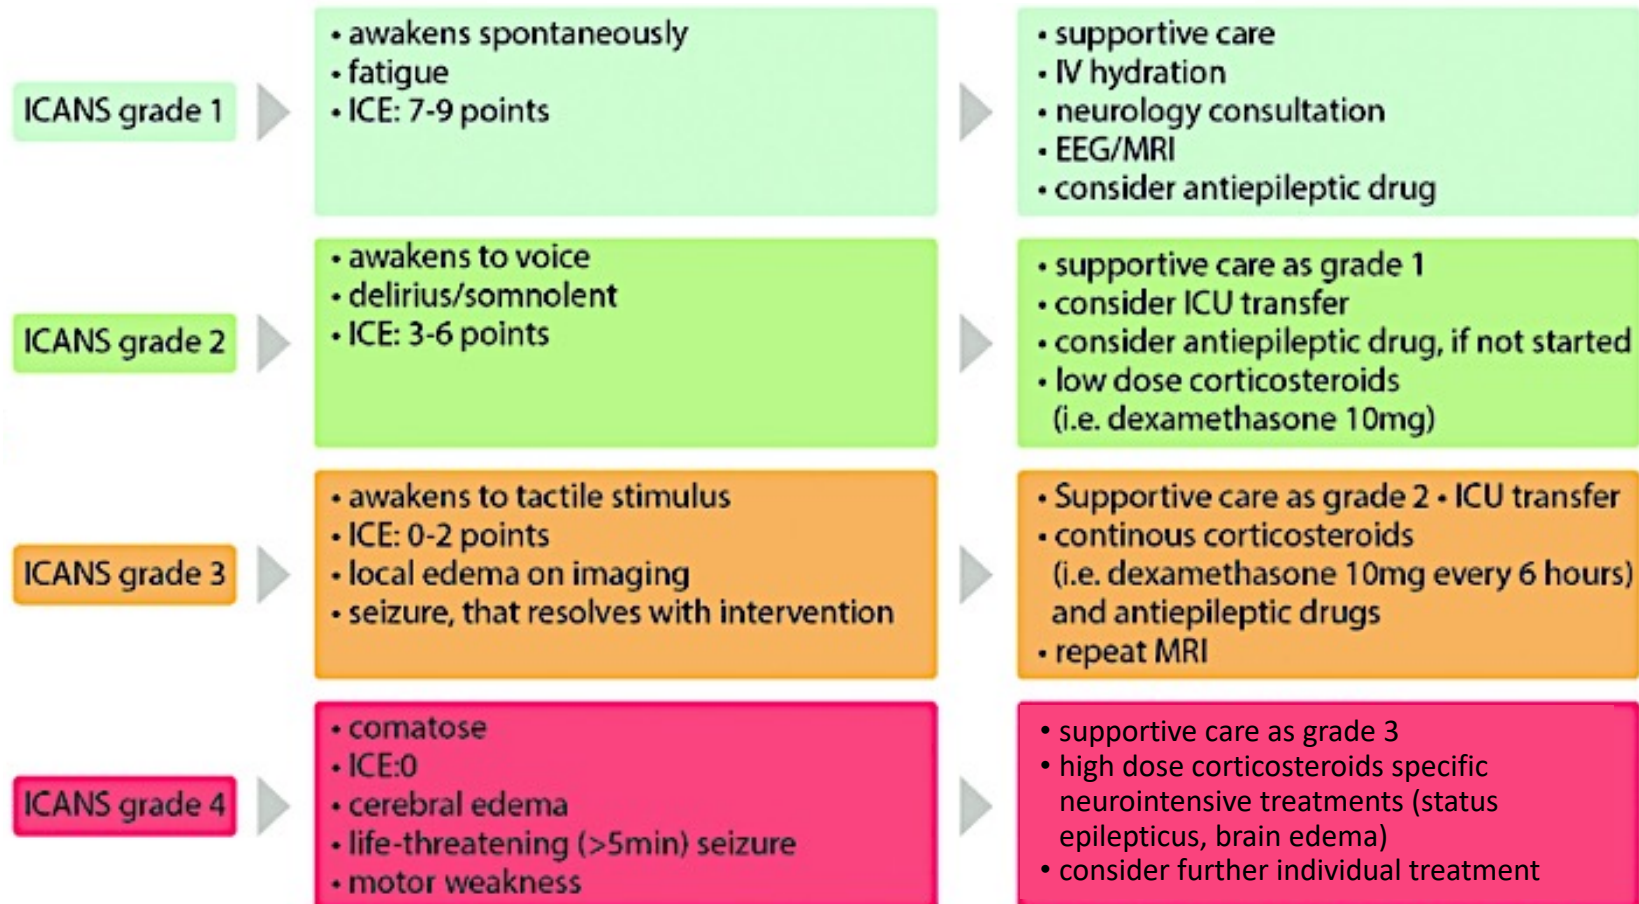 ICANS grade 1
• awakens spontaneously
• fatigue
• ICE: 7-9 points
• supportive care
• IV hydration
• neurology consultation
• EEG/MRI
• consider antiepileptic drug
ICANS grade 2
• awakens to voice
• delirius/somnolent
• ICE: 3-6 points
• supportive care as grade 1
• consider ICU transfer
• consider antiepileptic drug, if not started
• low dose corticosteroids
(i.e. dexamethasone 10mg)
ICANS grade 3
• awakens to tactile stimulus
• ICE: 0-2 points
• local edema on imaging
• seizure, that resolves with intervention
• Supportive care as grade 2 • ICU transfer
• continous corticosteroids
(i.e. dexamethasone 10mg every 6 hours)
and antiepileptic drugs
• repeat MRI
ICANS grade 4
• comatose
• ICE:0
• cerebral edema
• life-threatening (>5min) seizure
• motor weakness
• supportive care as grade 3
• high dose corticosteroids specific
neurointensive treatments (status
epilepticus, brain edema)
• consider further individual treatment